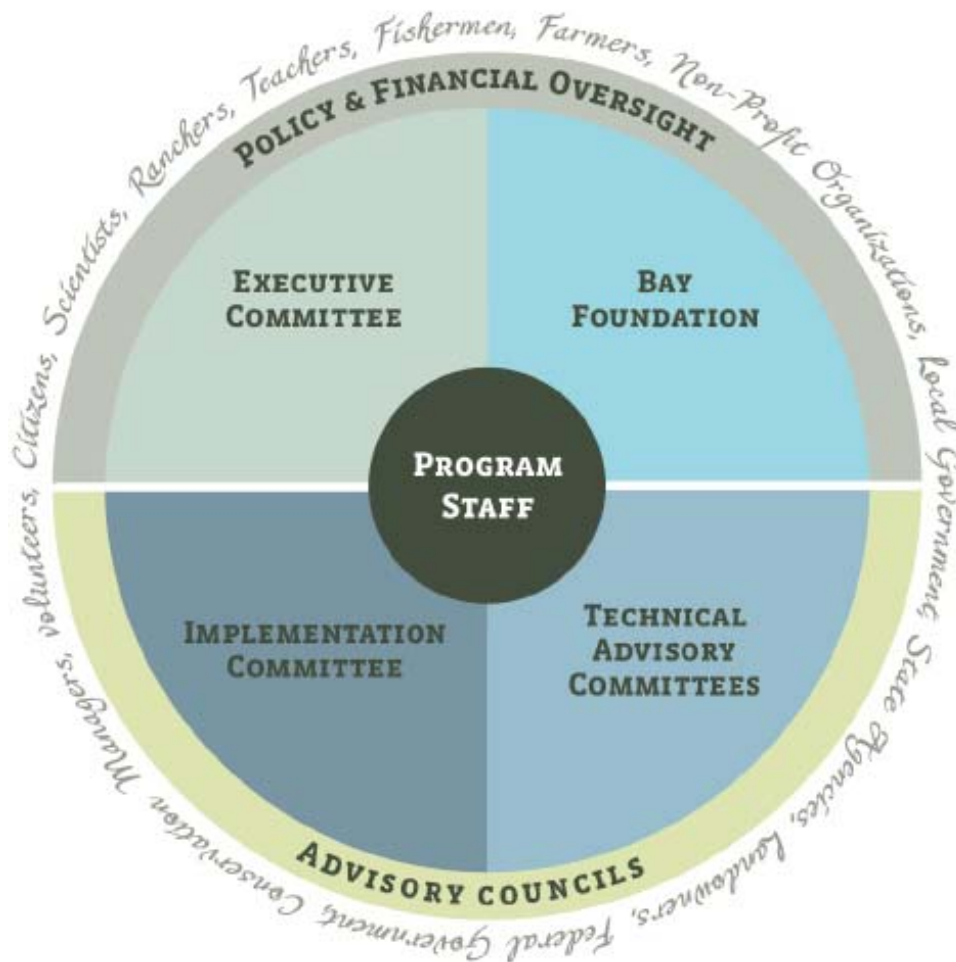 Citizens, Scientists, Ranchers, Teachers, Fishermen, Farmers, Non-Profit Organizations, Local Government, State Agencies, Landowners, Federal Government, Conservation Managers, Volunteers,
POLICY & FINANCIAL OVERSIGHT
EXECUTIVE
COMMITTEE
BAY
FOUNDATION
PROGRAM
STAFF
IMPLEMENTATION
COMMITTEE
TECHNICAL
ADVISORY
COMMITTEES
ADVISORY COUNCILS